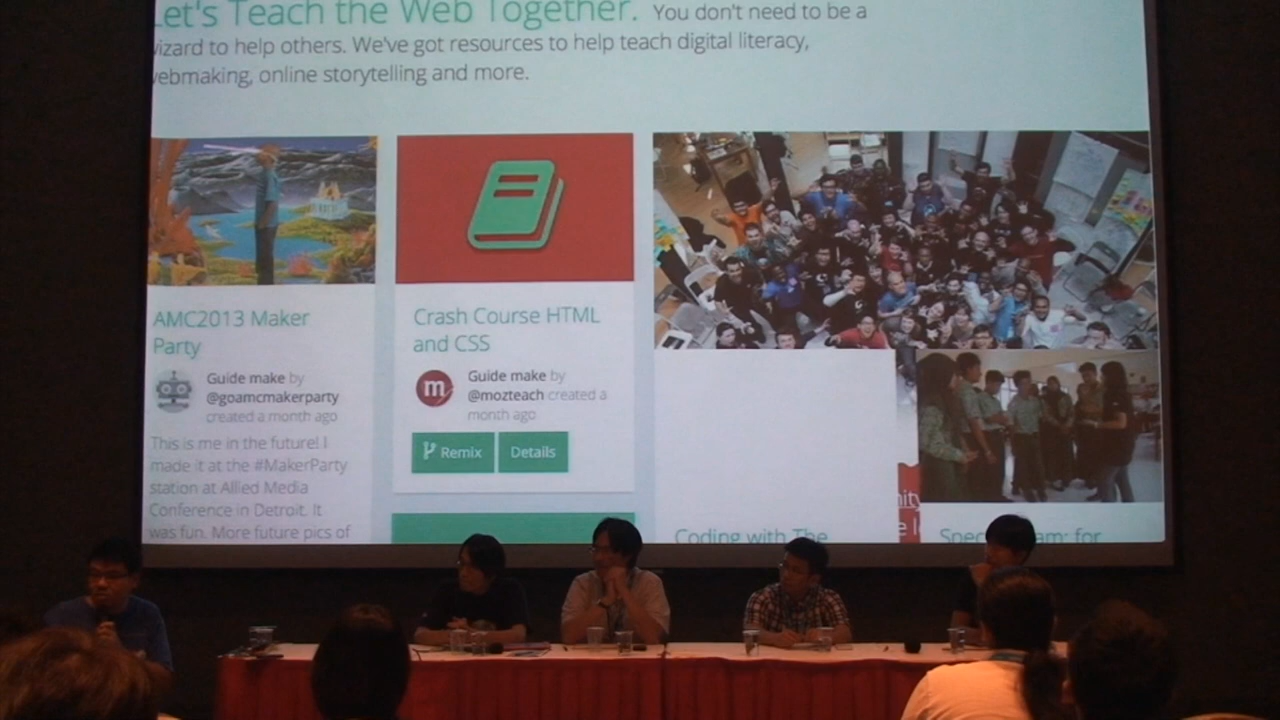 Let's Teach the Web Together. You don't need to be a
wizard to help others. We've got resources to help teach digital literacy,
webmaking, online storytelling and more.
AMC2013 Maker
Party
Guide make by
@goamcmakerparty
created a month ago
This is me in the future! I
made it at the #MakerParty
station at Allied Media
Conference in Detroit. It
was fun. More future pics of
Crash Course HTML
and CSS
m
Guide make by
@mozteach created a
month ago
Remix Details
Coding with The
am: for